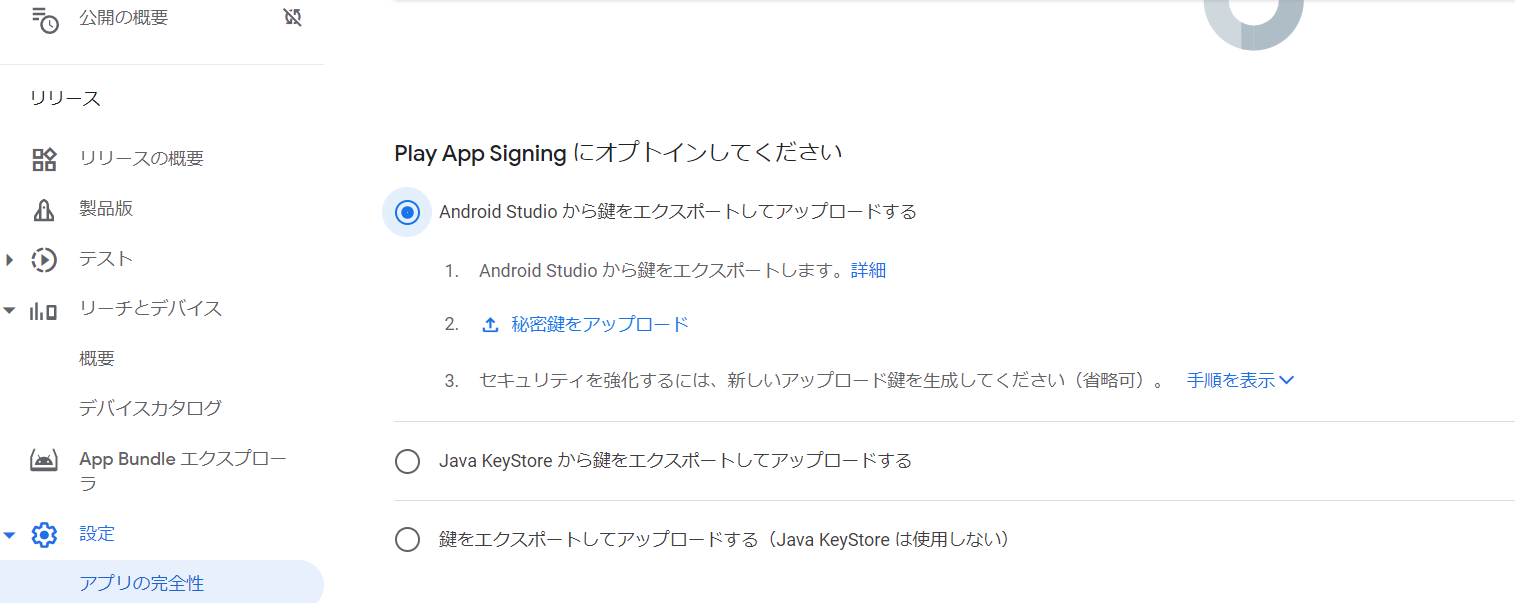 公開の概要
リリース
リリースの概要
製品版
テスト
リーチとデバイス
概要
デバイスカタログ
App Bundle エクスプロー
ラ
設定
アプリの完全性
Play App Signing にオプトインしてください
Android Studio から鍵をエクスポートしてアップロードする
1. Android Studio から鍵をエクスポートします。詳細
2. 秘密鍵をアップロード
3. セキュリティを強化するには、新しいアップロード鍵を生成してください（省略可）。 手順を表示
Java KeyStore から鍵をエクスポートしてアップロードする
鍵をエクスポートしてアップロードする（Java KeyStore は使用しない）